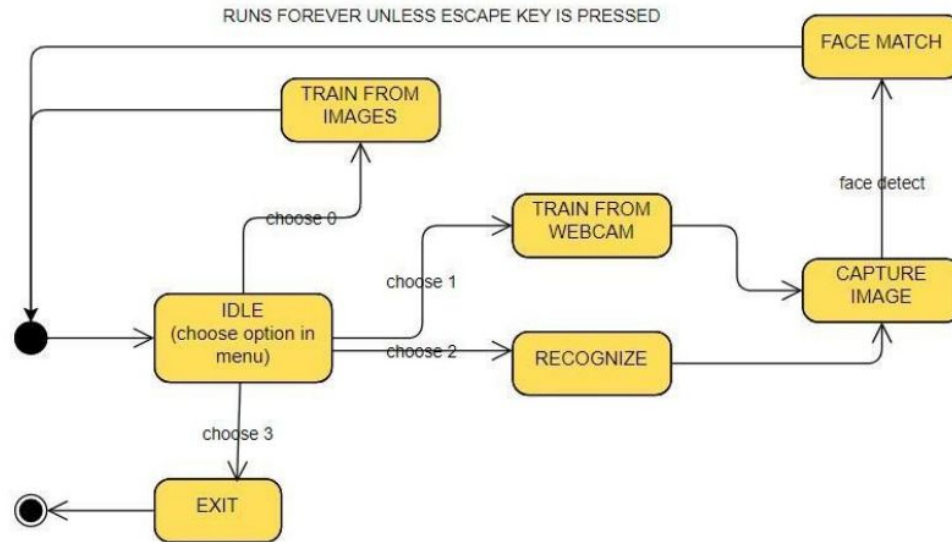 RUNS FOREVER UNLESS ESCAPE KEY IS PRESSED
FACE MATCH
TRAIN FROM
IMAGES
face detect
choose 0
TRAIN FROM
WEBCAM
choose 1
CAPTURE
IMAGE
IDLE
(choose option in
menu)
choose 2
RECOGNIZE
choose 3
EXIT